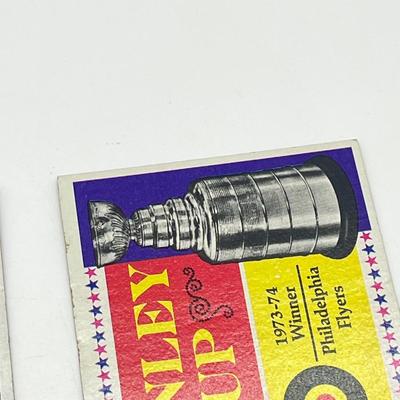 NLEY
UP
1973-74
Winner
Philadelphia
Flyers